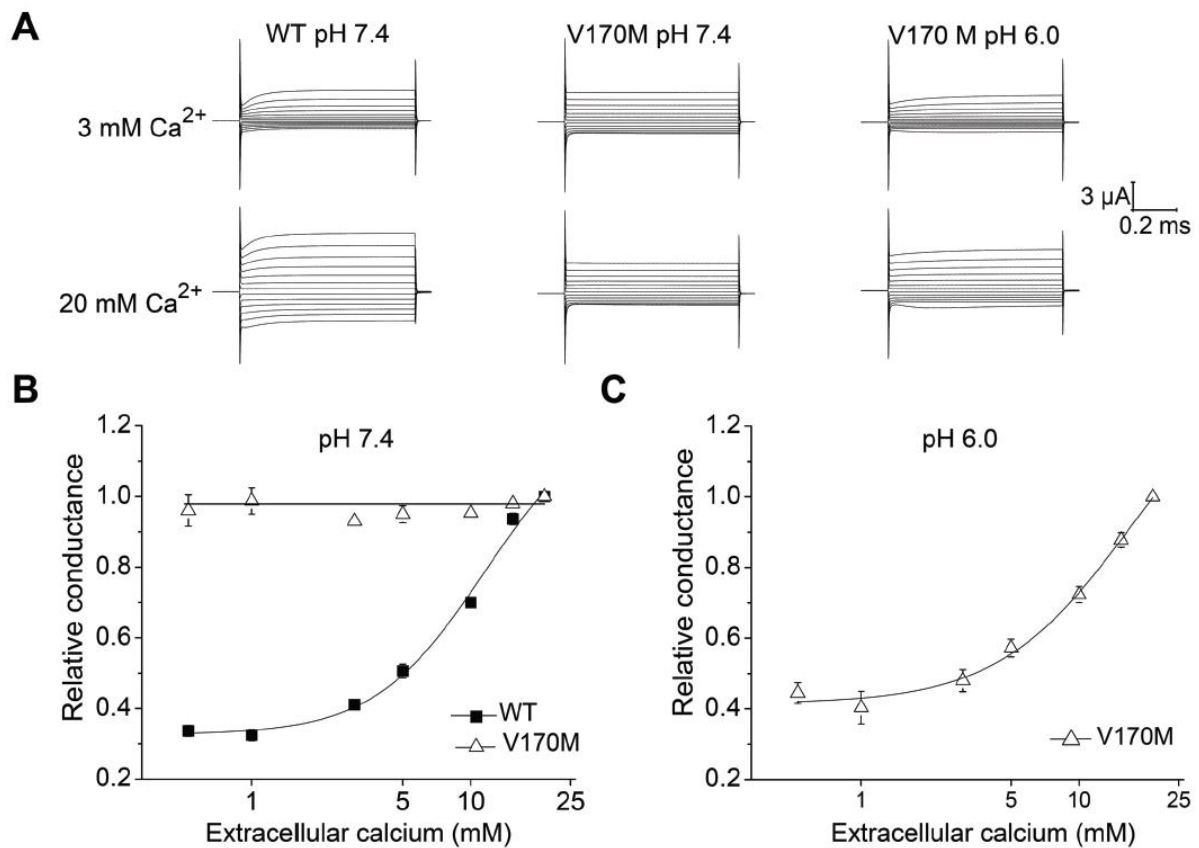 A
WT pH 7.4
V170M pH 7.4
V170 M pH 6.0
3 mM Ca2+
3 µA
0.2 ms
20 mM Ca2+
B
C
1.2
1.0
0.8
0.6
0.4
0.2
Relative conductance
pH 7.4
WT
V170M
1
5
10
25
Extracellular calcium (mM)
1.2
1.0
0.8
0.6
0.4
0.2
Relative conductance
pH 6.0
V170M
1
5
10
25
Extracellular calcium (mM)